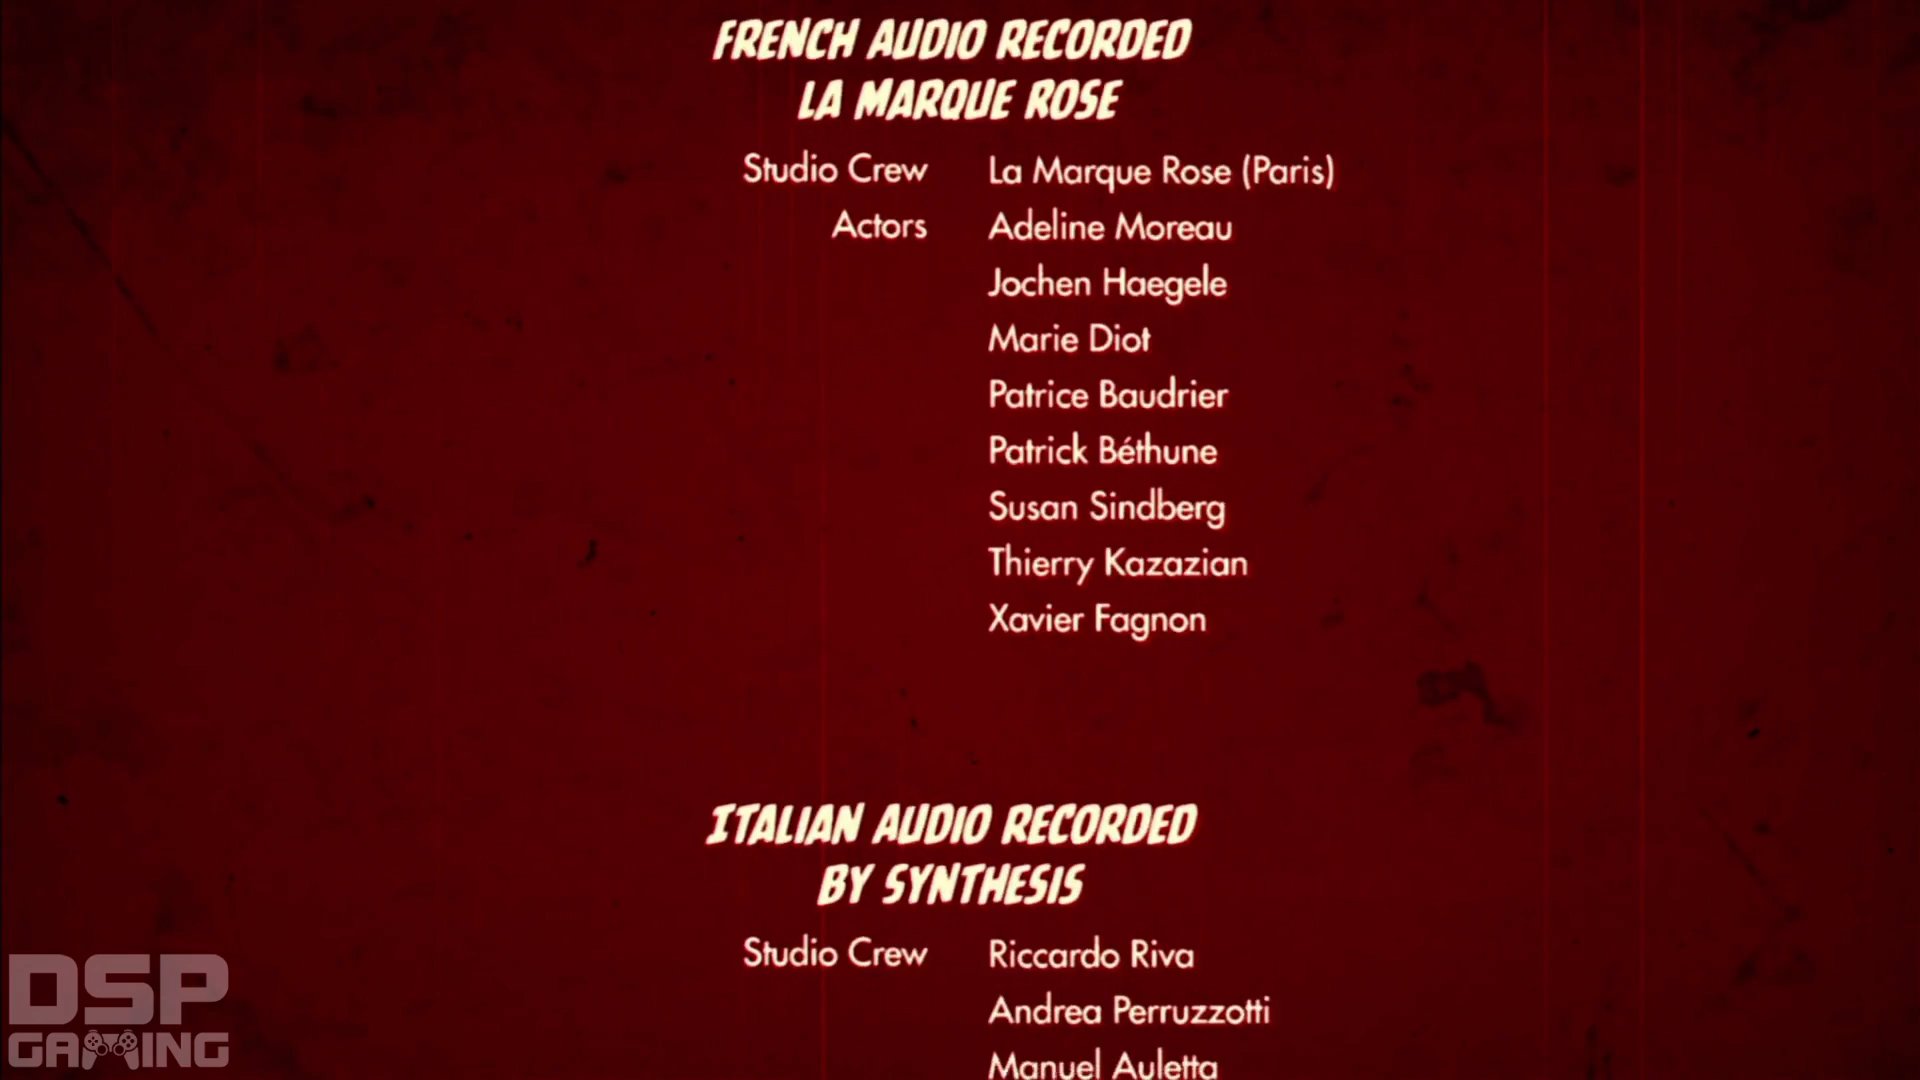 FRENCH AUDIO RECORDED
LA MARQUE ROSE
Studio Crew La Marque Rose (Paris)
Actors Adeline Moreau
Jochen Haegele
Marie Diot
Patrice Baudrier
Patrick Béthune
Susan Sindberg
Thierry Kazazian
Xavier Fagnon
ITALIAN AUDIO RECORDED
BY SYNTHESIS
Studio Crew Riccardo Riva
Andrea Perruzzotti
Manuel Auletta
DSP
GAMING